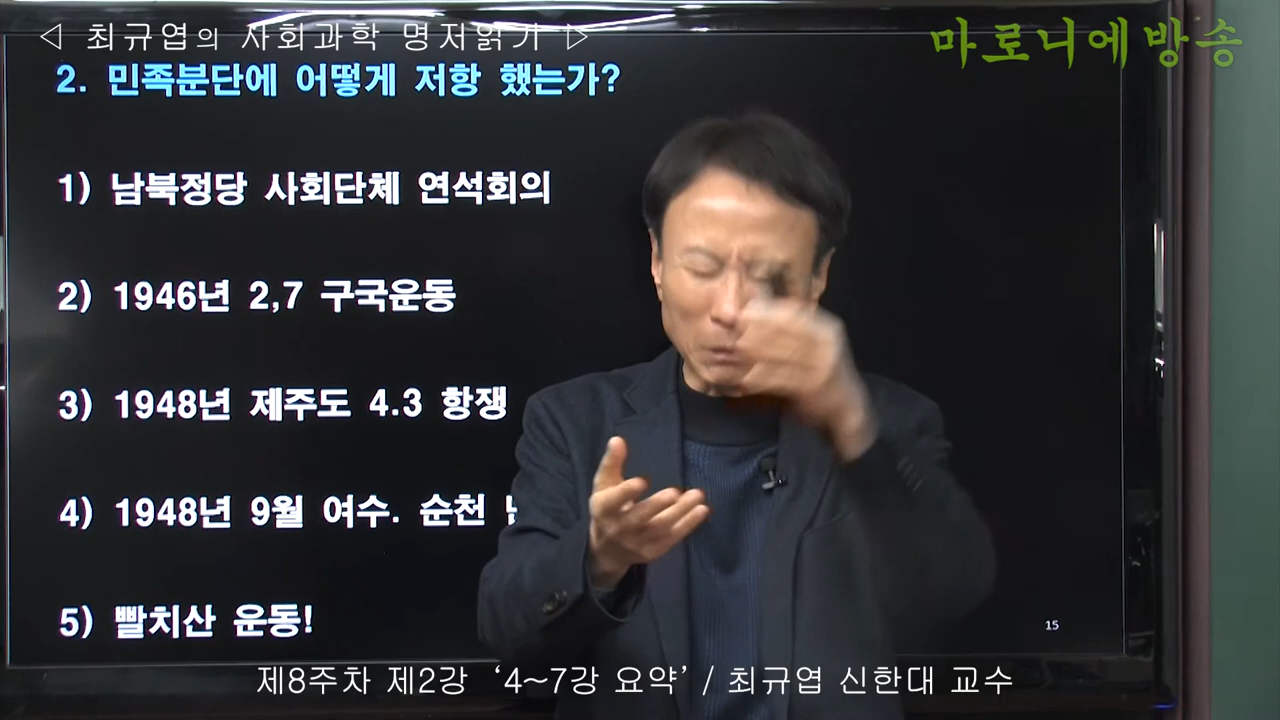 ◁ 최규엽의 사회과학 명저읽기 ▷
마로니에방송
2. 민족분단에 어떻게 저항 했는가?
1) 남북정당 사회단체 연석회의
2) 1946년 2,7 구국운동
3) 1948년 제주도 4.3 항쟁
4) 1948년 9월 여수. 순천
5) 빨치산 운동!
15
제8주차 제2강 ‘4~7강 요약’ / 최규엽 신한대 교수